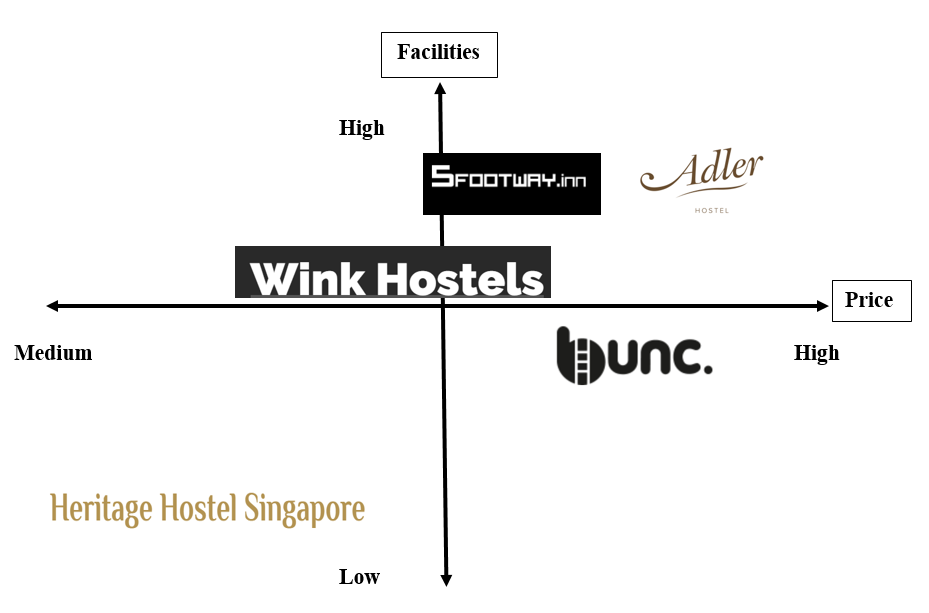 Facilities
High
5FOOTWAY.inn
Adler
HOSTEL
Wink Hostels
Price
Medium
bunc.
High
Heritage Hostel Singapore
Low